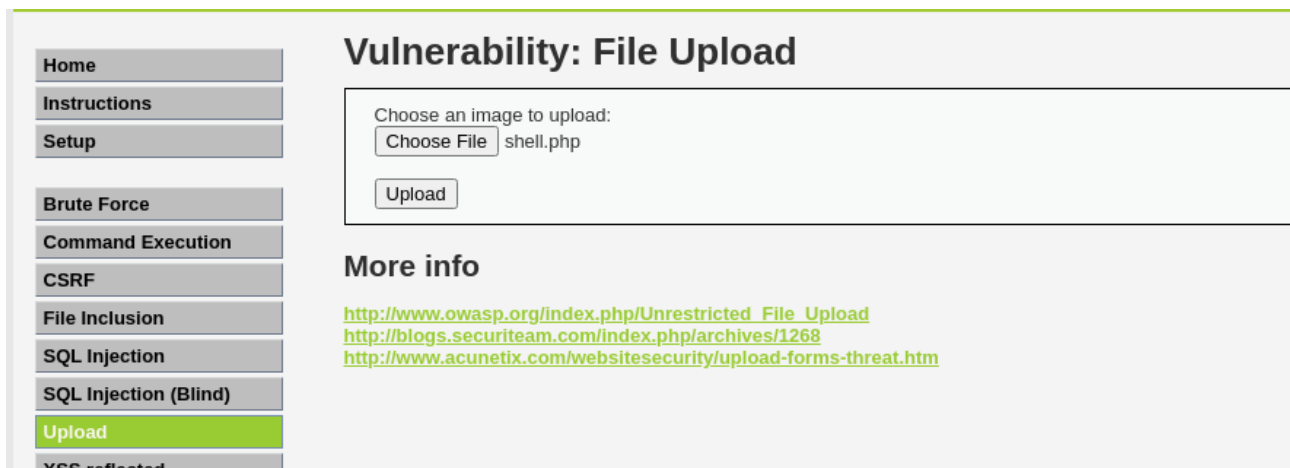 Home
Instructions
Setup
Brute Force
Command Execution
CSRF
File Inclusion
SQL Injection
SQL Injection (Blind)
Upload
XSS reflected
Vulnerability: File Upload
Choose an image to upload:
Choose File shell.php
Upload
More info
http://www.owasp.org/index.php/Unrestricted_File_Upload
http://blogs.securiteam.com/index.php/archives/1268
http://www.acunetix.com/websitesecurity/upload-forms-threat.htm